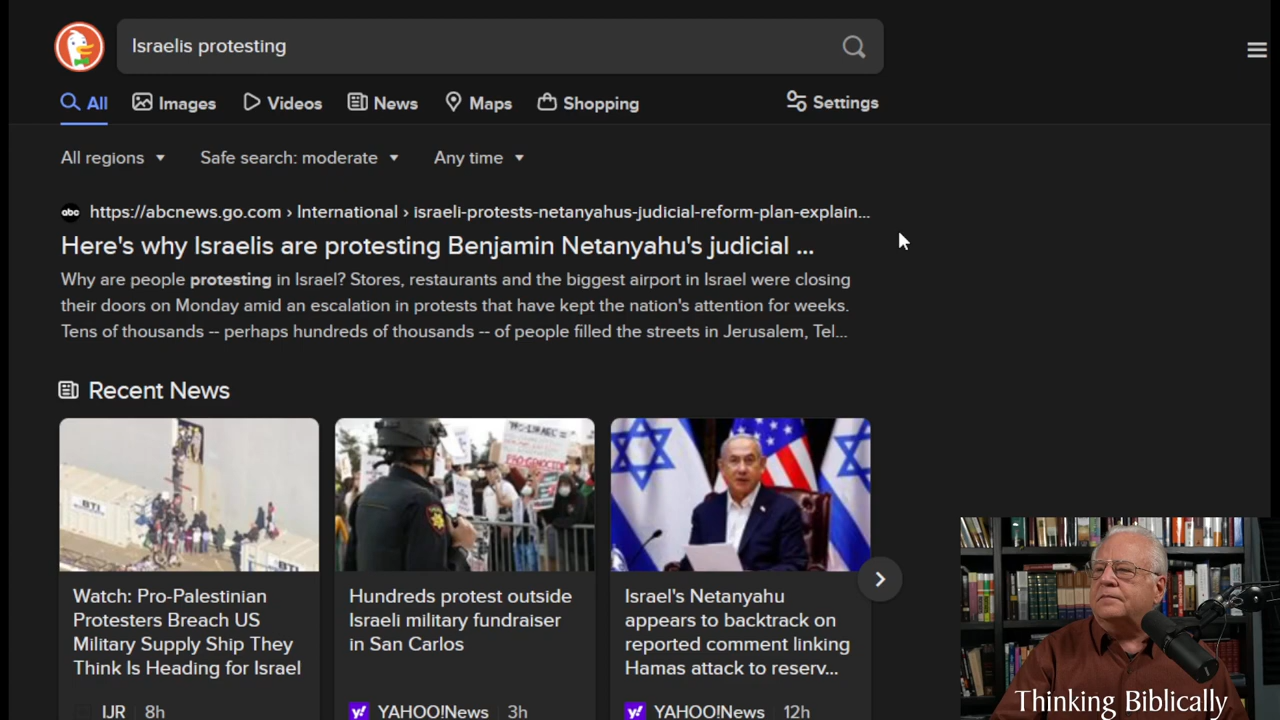 Israelis protesting
All
Images
Videos
News
Maps
Shopping
Settings
All regions
Safe search: moderate
Any time
abc
https://abcnews.go.com › International › israeli-protests-netanyahus-judicial-reform-plan-explain...
Here's why Israelis are protesting Benjamin Netanyahu's judicial ...
Why are people protesting in Israel? Stores, restaurants and the biggest airport in Israel were closing
their doors on Monday amid an escalation in protests that have kept the nation's attention for weeks.
Tens of thousands -- perhaps hundreds of thousands -- of people filled the streets in Jerusalem, Tel...
Recent News
BTI
BTI
PRO-ISRAEL=
PRO-GENOCIDE
Watch: Pro-Palestinian
Protesters Breach US
Military Supply Ship They
Think Is Heading for Israel
IJR 8h
Hundreds protest outside
Israeli military fundraiser
in San Carlos
y! YAHOO!News 3h
Israel's Netanyahu
appears to backtrack on
reported comment linking
Hamas attack to reserv...
y! YAHOO!News 12h
Thinking Biblically